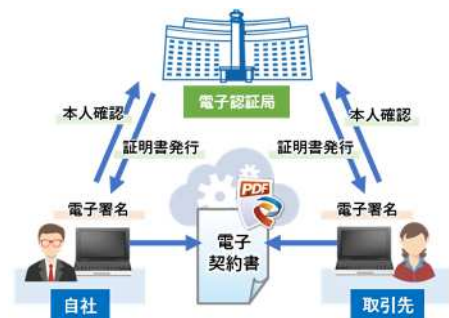 電子認証局
本人確認
本人確認
証明書発行
証明書発行
電子署名
PDF
電子署名
電子
契約書
自社
取引先